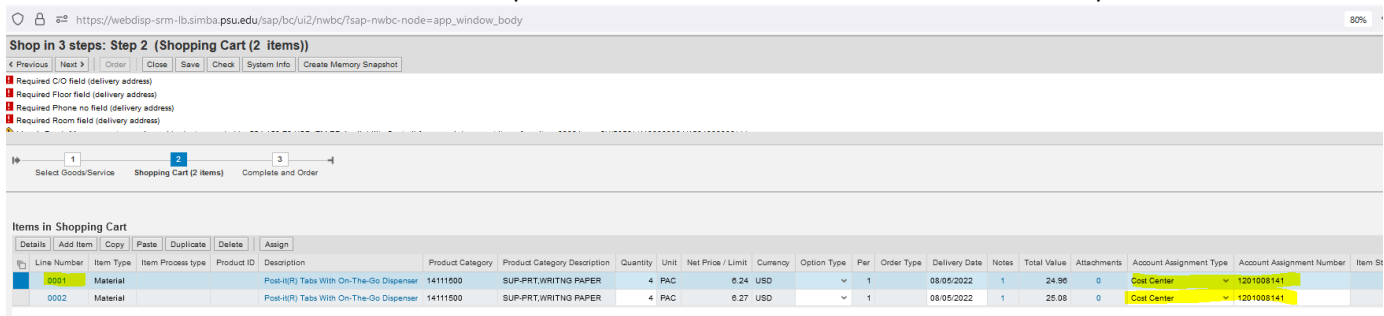 https://webdisp-srm-lb.simba.psu.edu/sap/bc/ui2/nwbc/?sap-nwbc-node=app_window_body 80%
Shop in 3 steps: Step 2 (Shopping Cart (2 items))
Previous Next Order Close Save Check System Info Create Memory Snapshot
Required C/O field (delivery address)
Required Floor field (delivery address)
Required Phone no field (delivery address)
Required Room field (delivery address)
1 2 3
Select Goods/Service Shopping Cart (2 items) Complete and Order
Items in Shopping Cart
Details Add Item Copy Paste Duplicate Delete Assign
Line Number Item Type Item Process type Product ID Description Product Category Product Category Description Quantity Unit Net Price / Limit Currency Option Type Per Order Type Delivery Date Notes Total Value Attachments Account Assignment Type Account Assignment Number Item St
0001 Material Post-it(R) Tabs With On-The-Go Dispenser 14111500 SUP-PRT,WRITNG PAPER 4 PAC 6.24 USD 1 08/05/2022 1 24.96 0 Cost Center 1201008141
0002 Material Post-it(R) Tabs With On-The-Go Dispenser 14111500 SUP-PRT,WRITNG PAPER 4 PAC 6.27 USD 1 08/05/2022 1 25.08 0 Cost Center 1201008141